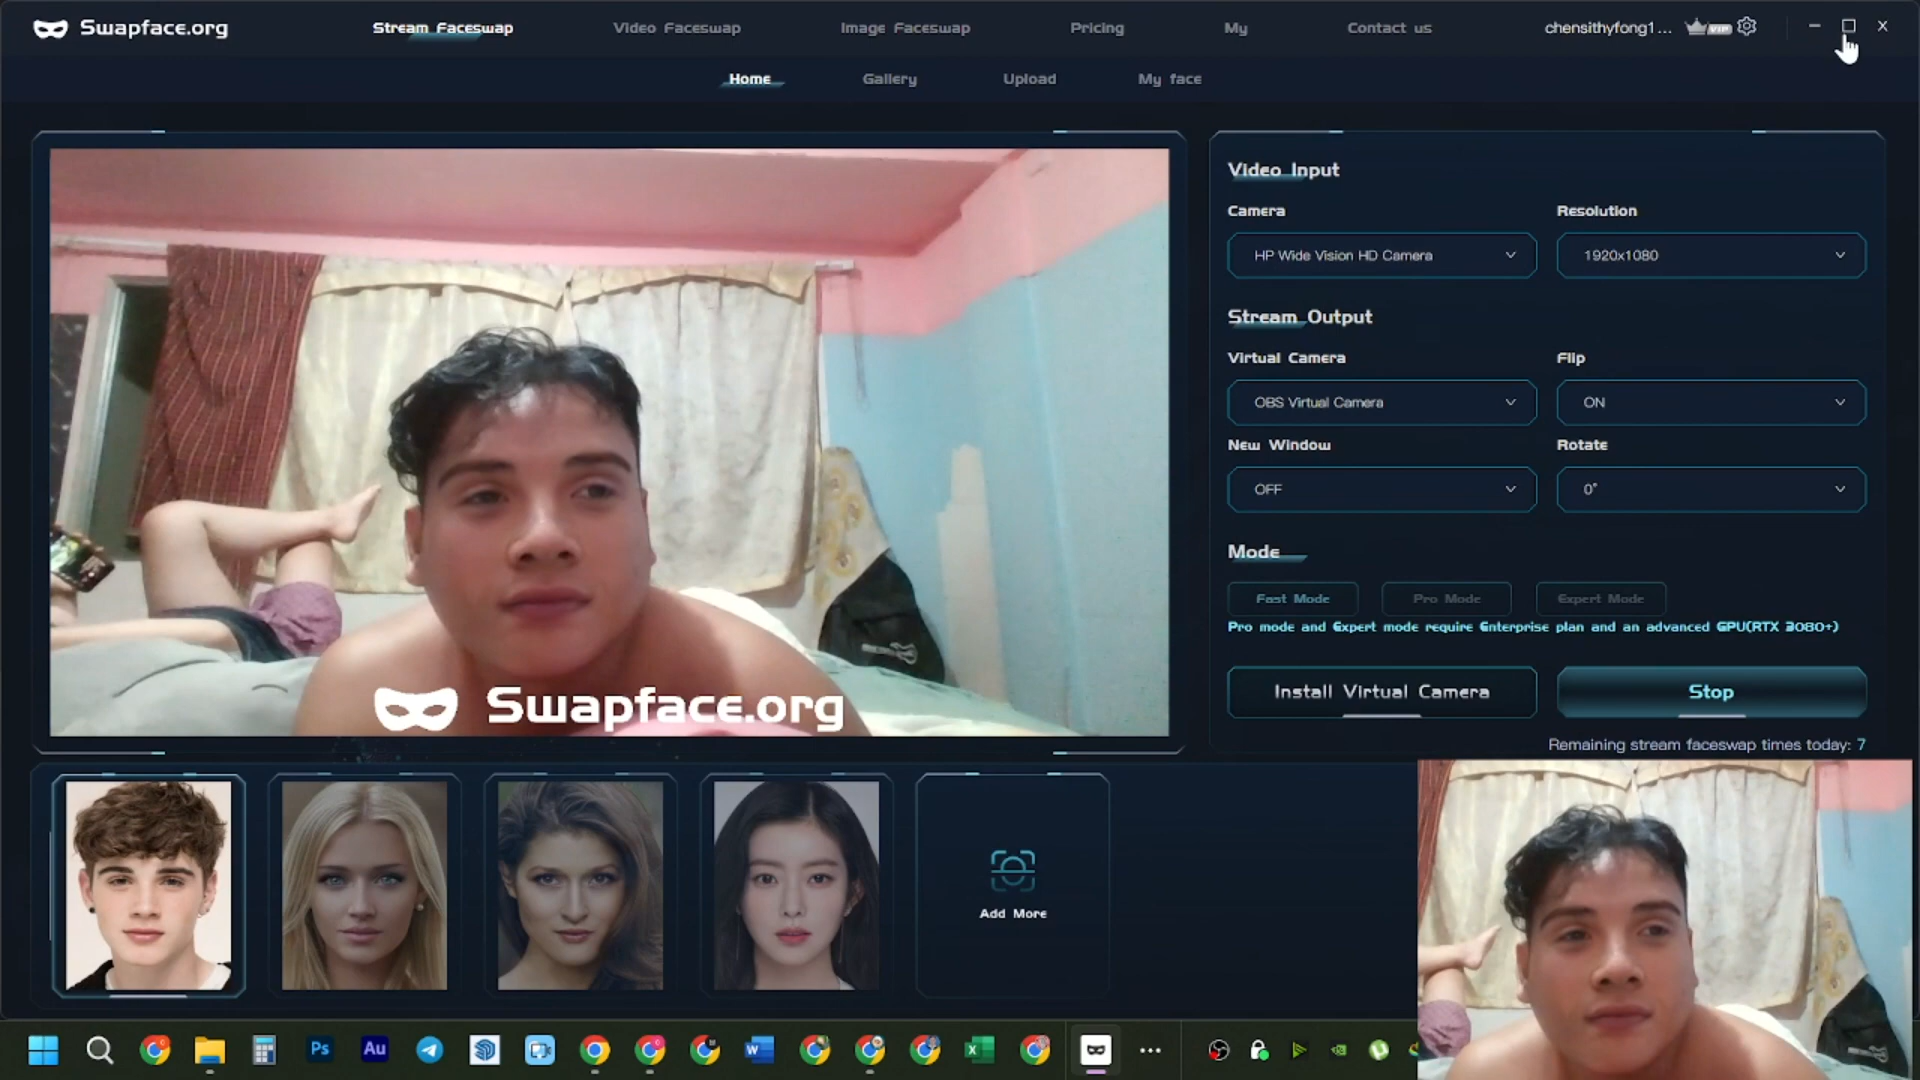 Swapface.org
Stream Faceswap
Video Faceswap
Image Faceswap
Pricing
My
Contact us
chensithyfong1...
VIP
Home
Gallery
Upload
My face
Video Input
Camera
Resolution
HP Wide Vision HD Camera
1920x1080
Stream Output
Virtual Camera
Flip
OBS Virtual Camera
ON
New Window
Rotate
OFF
0°
Mode
Fast Mode
Pro Mode
Expert Mode
Pro mode and Expert mode require Enterprise plan and an advanced GPU(RTX 3080+)
Install Virtual Camera
Stop
Remaining stream faceswap times today: 7
Swapface.org
Add More
Ps
Au